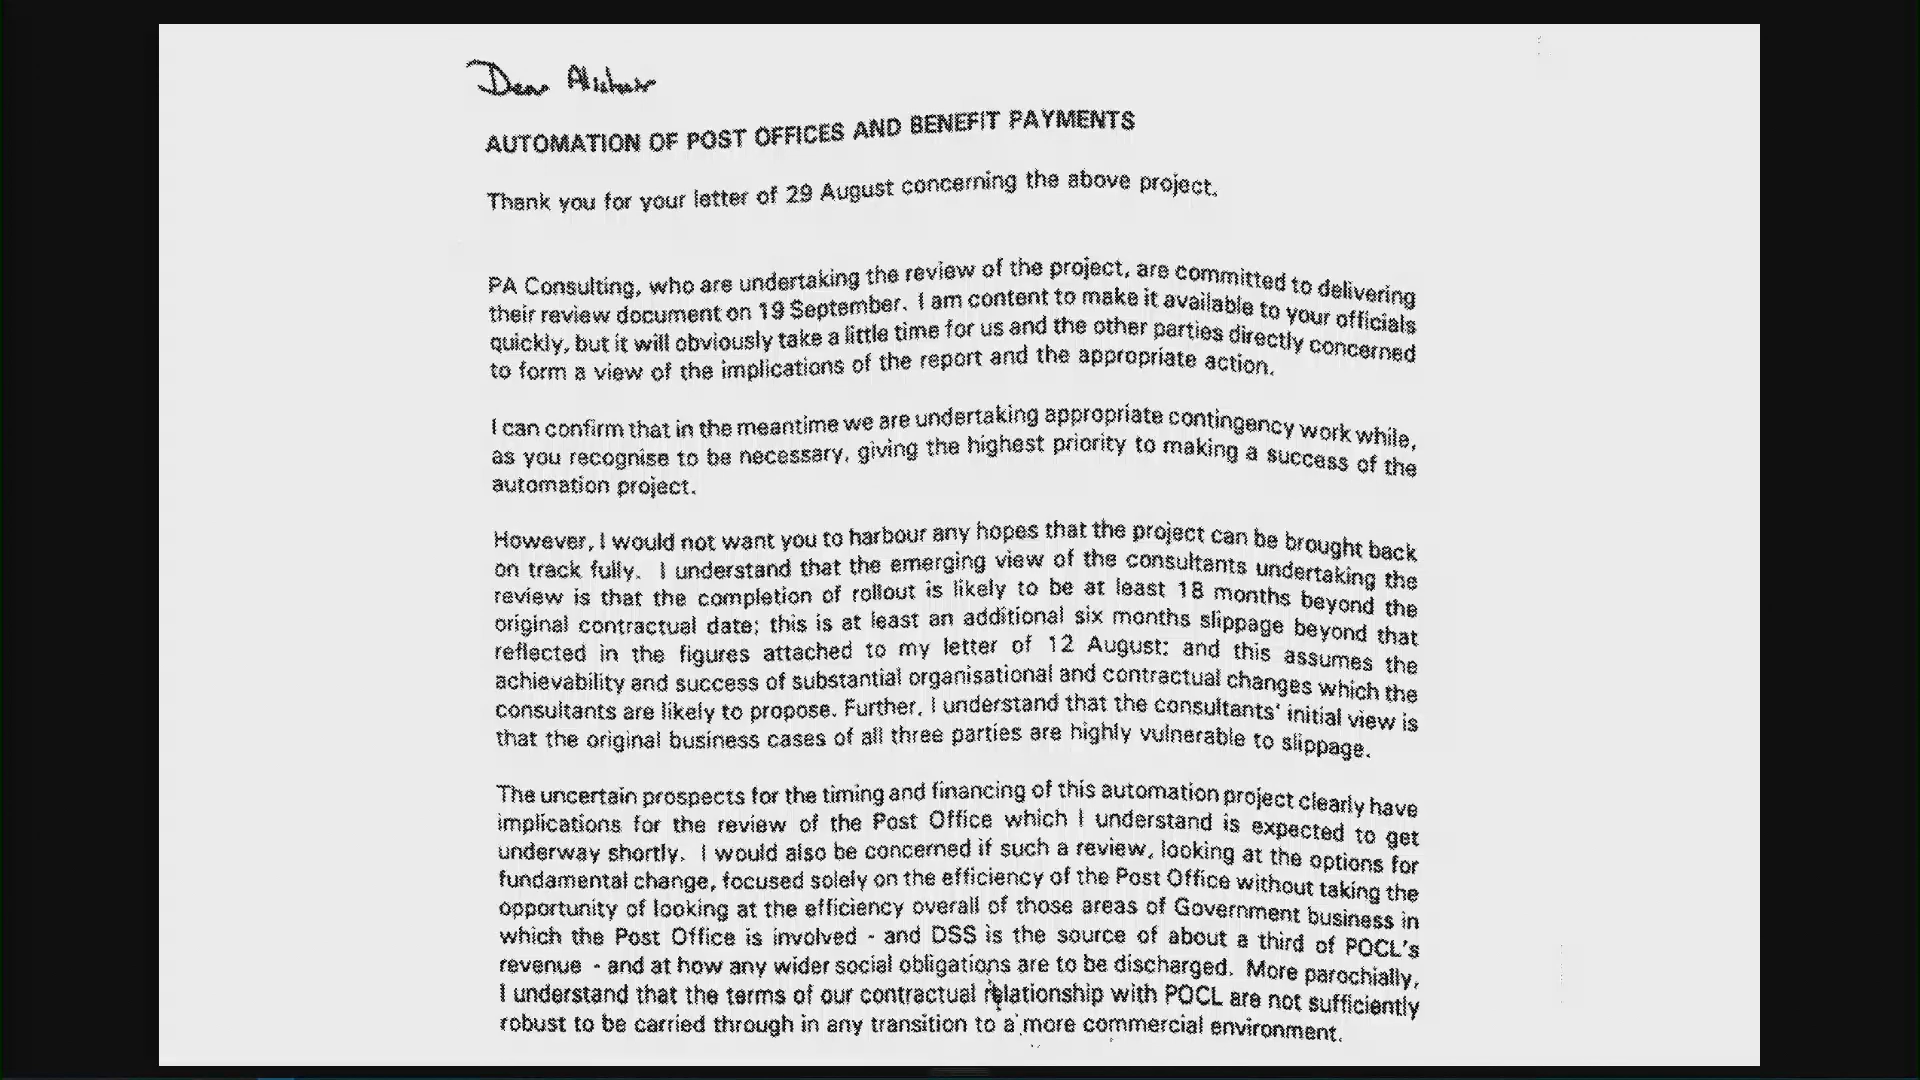 Dear Alistair
AUTOMATION OF POST OFFICES AND BENEFIT PAYMENTS
Thank you for your letter of 29 August concerning the above project.
PA Consulting, who are undertaking the review of the project, are committed to delivering
their review document on 19 September. I am content to make it available to your officials
quickly, but it will obviously take a little time for us and the other parties directly concerned
to form a view of the implications of the report and the appropriate action.
I can confirm that in the meantime we are undertaking appropriate contingency work while,
as you recognise to be necessary, giving the highest priority to making a success of the
automation project.
However, I would not want you to harbour any hopes that the project can be brought back
on track fully. I understand that the emerging view of the consultants undertaking the
review is that the completion of rollout is likely to be at least 18 months beyond the
original contractual date; this is at least an additional six months slippage beyond that
reflected in the figures attached to my letter of 12 August; and this assumes the
achievability and success of substantial organisational and contractual changes which the
consultants are likely to propose. Further, I understand that the consultants' initial view is
that the original business cases of all three parties are highly vulnerable to slippage.
The uncertain prospects for the timing and financing of this automation project clearly have
implications for the review of the Post Office which I understand is expected to get
underway shortly. I would also be concerned if such a review, looking at the options for
fundamental change, focused solely on the efficiency of the Post Office without taking the
opportunity of looking at the efficiency overall of those areas of Government business in
which the Post Office is involved - and DSS is the source of about a third of POCL's
revenue - and at how any wider social obligations are to be discharged. More parochially,
I understand that the terms of our contractual relationship with POCL are not sufficiently
robust to be carried through in any transition to a more commercial environment.